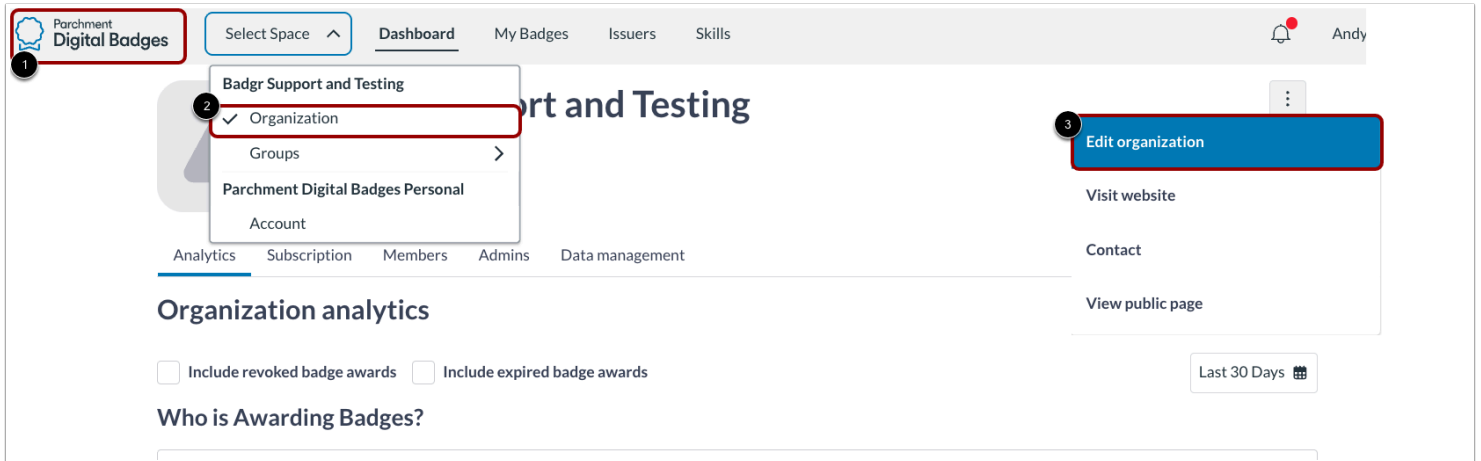 Parchment
Digital Badges
Select Space
Dashboard
My Badges
Issuers
Skills
Andy
1
Badgr Support and Testing
2
Organization
Groups
Parchment Digital Badges Personal
Account
rt and Testing
3
Edit organization
Visit website
Contact
View public page
Analytics
Subscription
Members
Admins
Data management
Organization analytics
Include revoked badge awards
Include expired badge awards
Last 30 Days
Who is Awarding Badges?